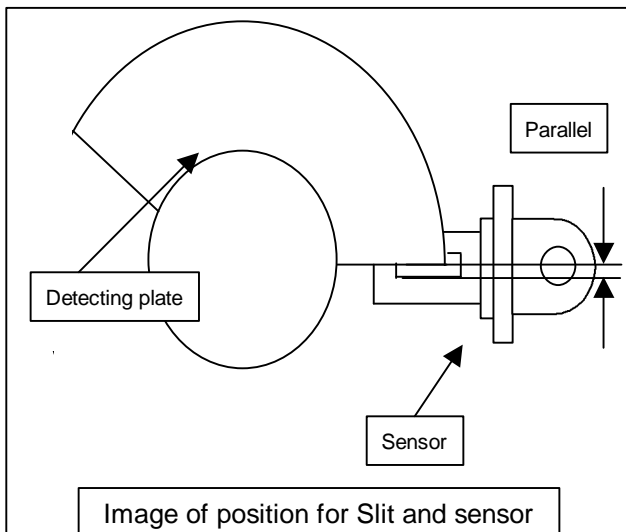 Parallel
Detecting plate
Sensor
Image of position for Slit and sensor